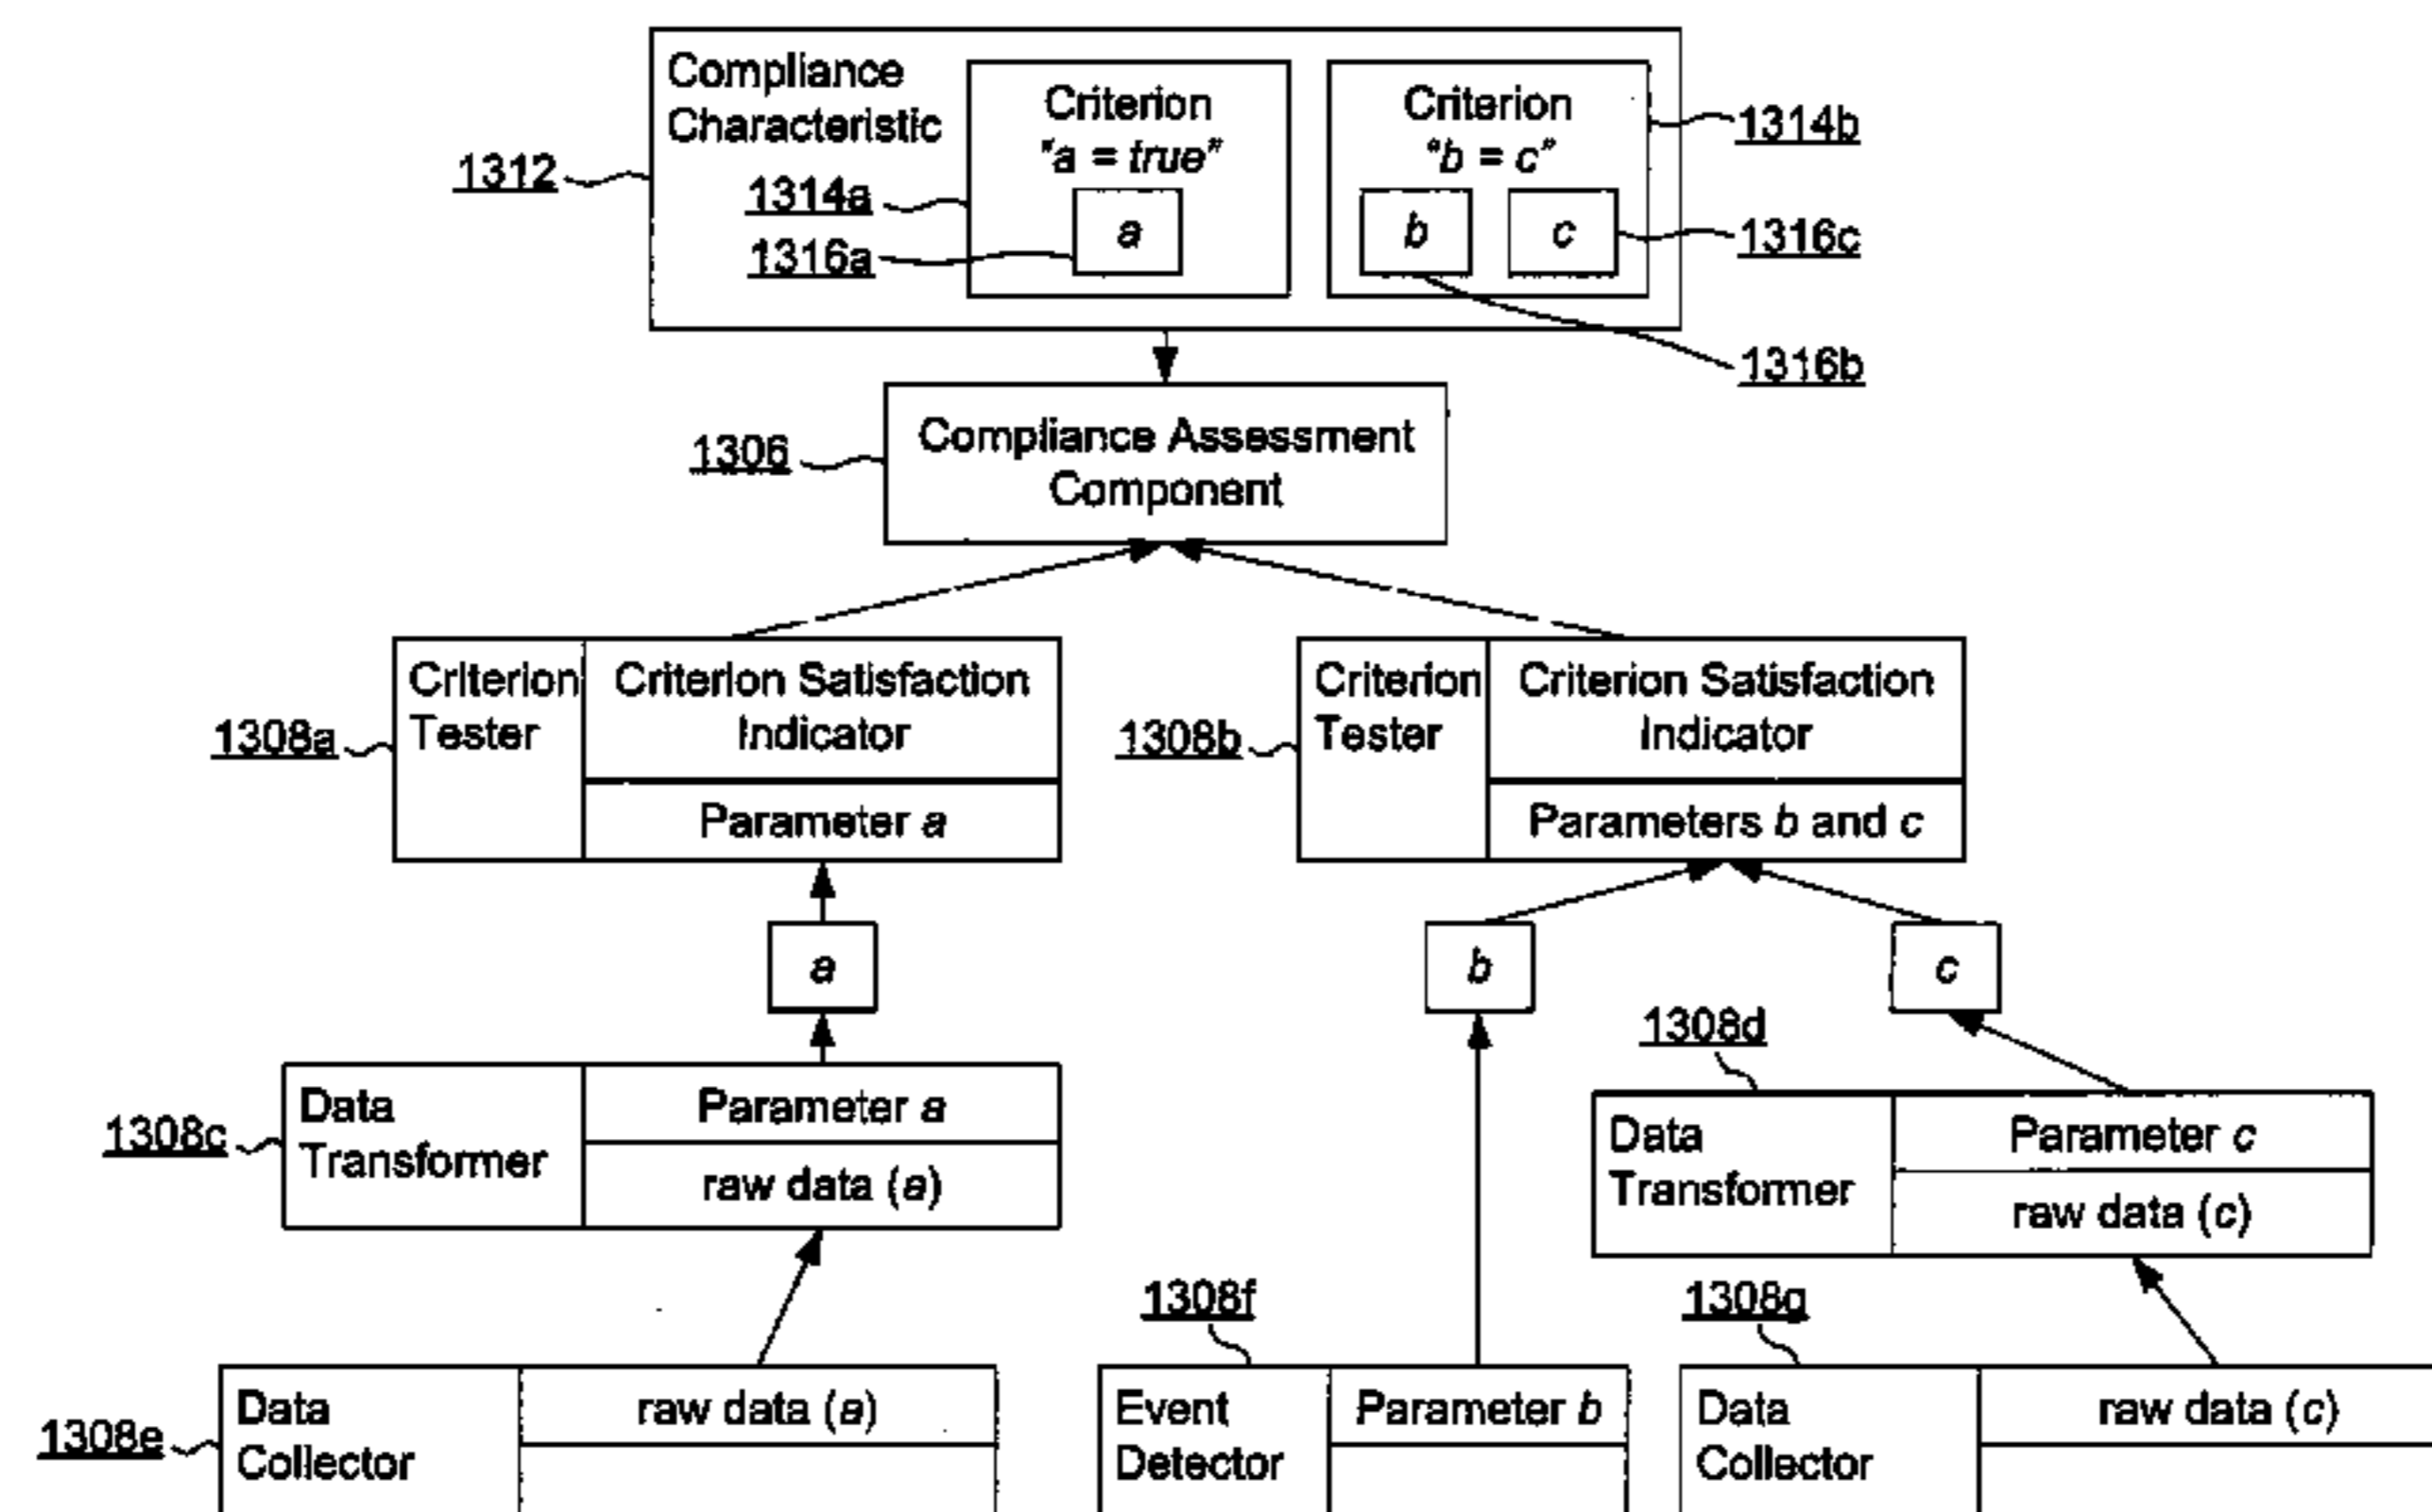 Compliance
Characteristic
Criterion
"a = true"
Criterion
"b = c"
1314b
1312
1314a
a
b
c
1316a
1316c
1316b
1306
Compliance Assessment
Component
Criterion
Tester
Criterion Satisfaction
Indicator
1308a
Parameter a
Criterion
Tester
Criterion Satisfaction
Indicator
1308b
Parameters b and c
a
b
c
1308d
Data
Transformer
Parameter a
1308c
raw data (a)
Data
Transformer
Parameter c
raw data (c)
1308f
1308g
Data
Collector
raw data (a)
1308e
Event
Detector
Parameter b
Data
Collector
raw data (c)